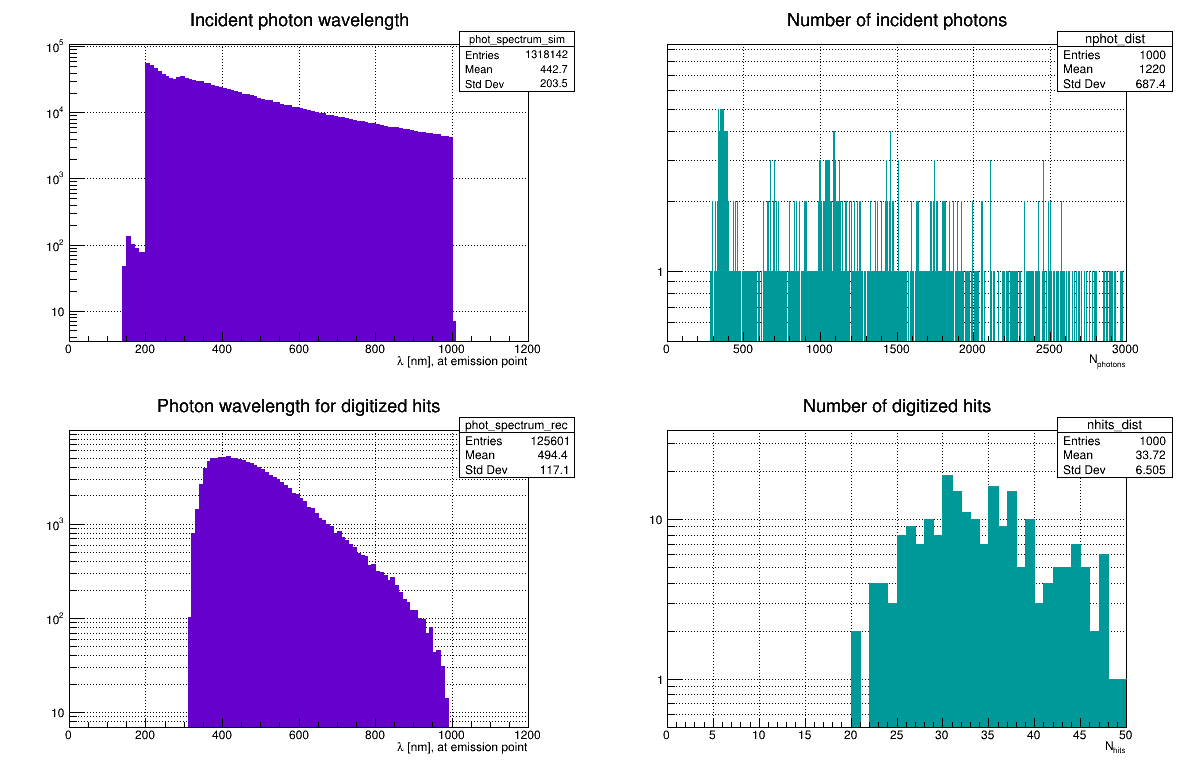 Incident photon wavelength
phot_spectrum_sim
Entries 1318142
Mean 442.7
Std Dev 203.5
10^5
10^4
10^3
10^2
10
0 200 400 600 800 1000 1200
λ [nm], at emission point
Number of incident photons
nphot_dist
Entries 1000
Mean 1220
Std Dev 687.4
1
0 500 1000 1500 2000 2500 3000
N_photons
Photon wavelength for digitized hits
phot_spectrum_rec
Entries 125601
Mean 494.4
Std Dev 117.1
10^3
10^2
10
0 200 400 600 800 1000 1200
λ [nm], at emission point
Number of digitized hits
nhits_dist
Entries 1000
Mean 33.72
Std Dev 6.505
10
1
0 5 10 15 20 25 30 35 40 45 50
N_hits